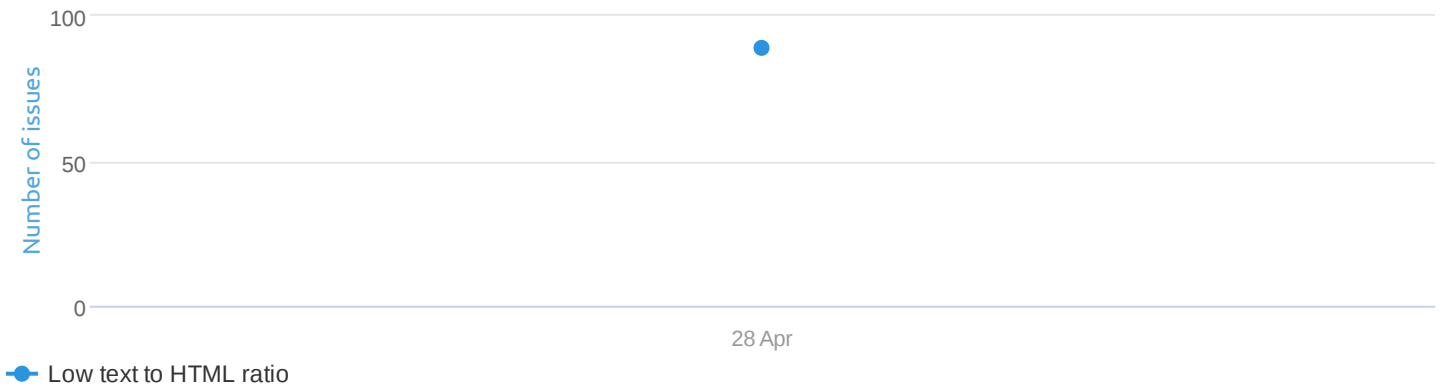 100
Number of issues
50
0
28 Apr
Low text to HTML ratio